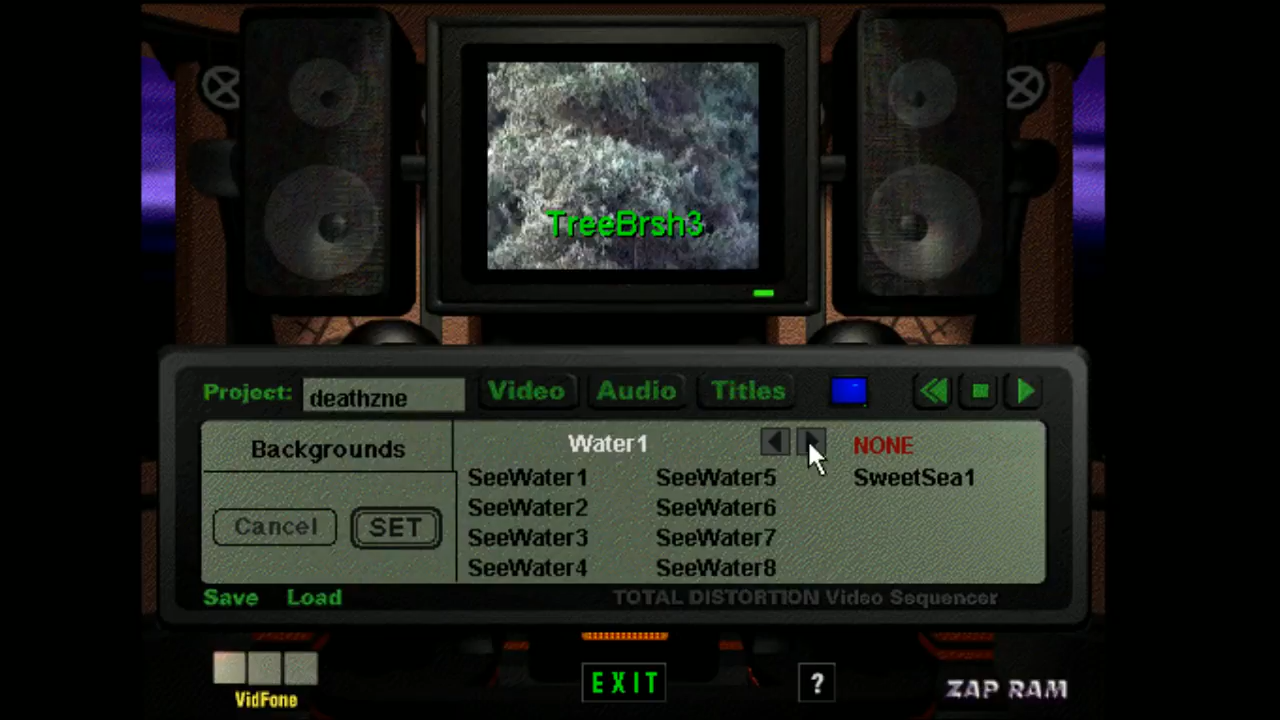 TreeBrsh3
Project: deathzne Video Audio Titles
Backgrounds Water1 NONE
SeeWater1 SeeWater5 SweetSea1
SeeWater2 SeeWater6
Cancel SET
SeeWater3 SeeWater7
SeeWater4 SeeWater8
Save Load TOTAL DISTORTION Video Sequencer
VidFone EXIT ? ZAP RAM